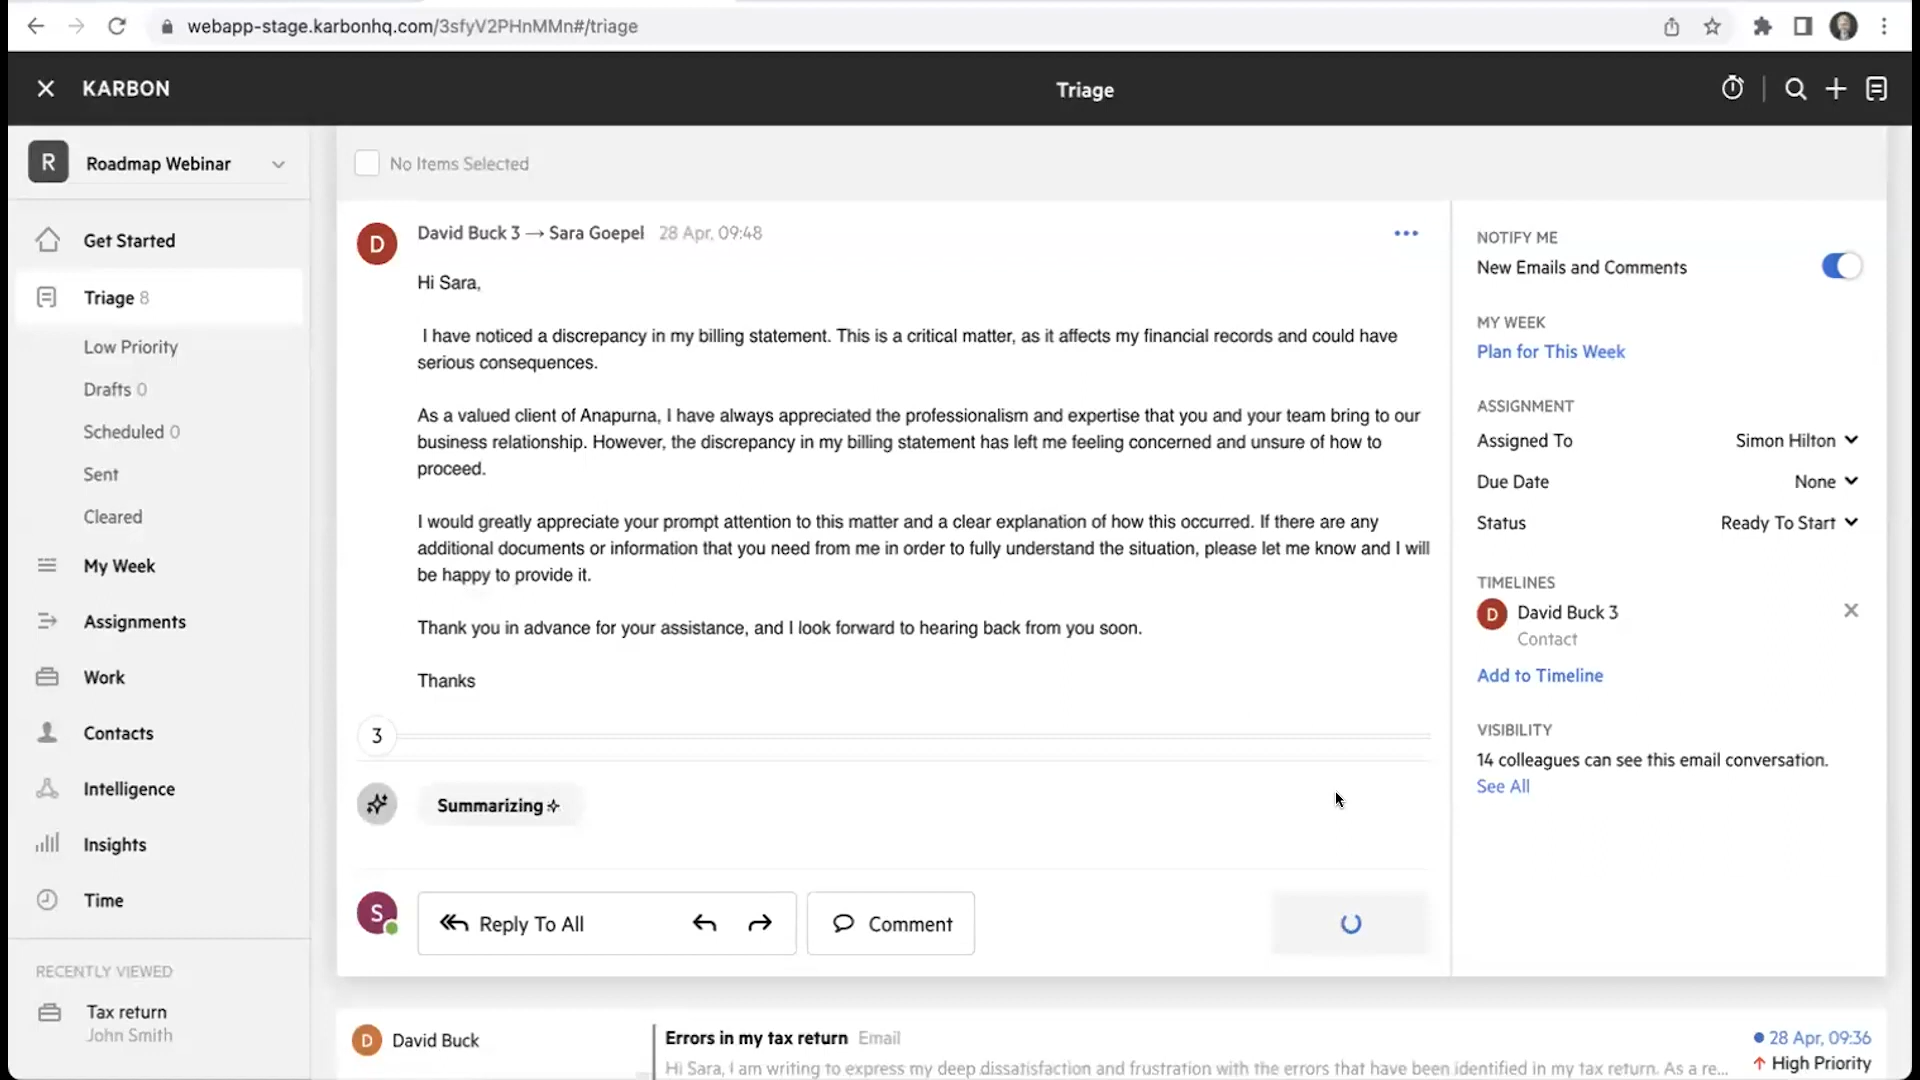 webapp-stage.karbonhq.com/3sfyV2PHnMMn#/triage
KARBON
Triage
R
Roadmap Webinar
Get Started
Triage 8
Low Priority
Drafts 0
Scheduled 0
Sent
Cleared
My Week
Assignments
Work
Contacts
Intelligence
Insights
Time
RECENTLY VIEWED
Tax return
John Smith
No Items Selected
D
David Buck 3 → Sara Goepel 28 Apr, 09:48
Hi Sara,
I have noticed a discrepancy in my billing statement. This is a critical matter, as it affects my financial records and could have
serious consequences.
As a valued client of Anapurna, I have always appreciated the professionalism and expertise that you and your team bring to our
business relationship. However, the discrepancy in my billing statement has left me feeling concerned and unsure of how to
proceed.
I would greatly appreciate your prompt attention to this matter and a clear explanation of how this occurred. If there are any
additional documents or information that you need from me in order to fully understand the situation, please let me know and I will
be happy to provide it.
Thank you in advance for your assistance, and I look forward to hearing back from you soon.
Thanks
3
Summarizing
S
Reply To All
Comment
NOTIFY ME
New Emails and Comments
MY WEEK
Plan for This Week
ASSIGNMENT
Assigned To Simon Hilton
Due Date None
Status Ready To Start
TIMELINES
D
David Buck 3
Contact
Add to Timeline
VISIBILITY
14 colleagues can see this email conversation.
See All
D
David Buck
Errors in my tax return Email
28 Apr, 09:36
Hi Sara, I am writing to express my deep dissatisfaction and frustration with the errors that have been identified in my tax return. As a re...
High Priority